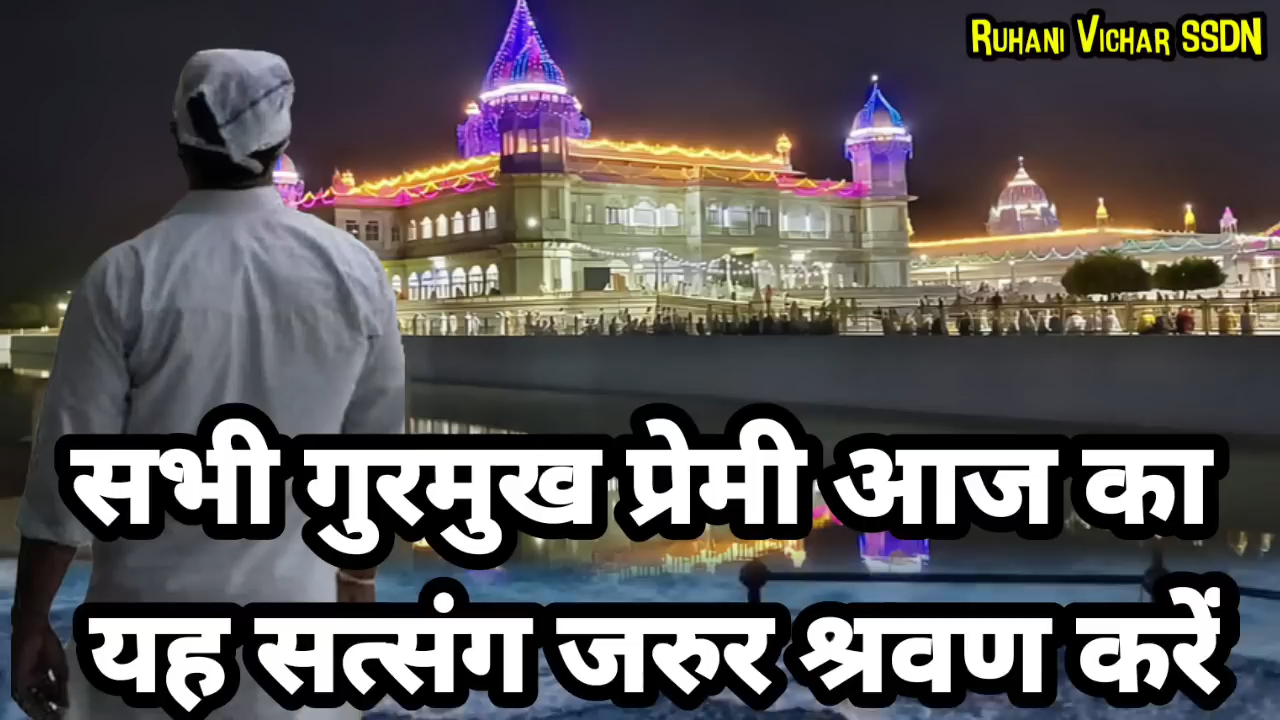 Ruhani Vichar SSDN
सभी गुरमुख प्रेमी आज का
यह सत्संग जरुर श्रवण करें